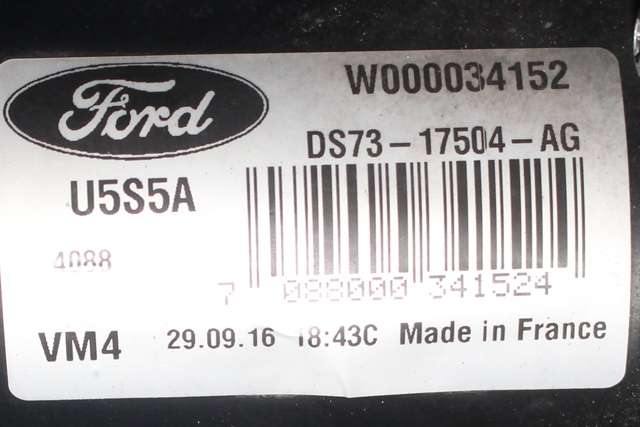 Ford
W000034152
DS73-17504-AG
U5S5A
4088
7 088000 341524
VM4 29.09.16 18:43C Made in France